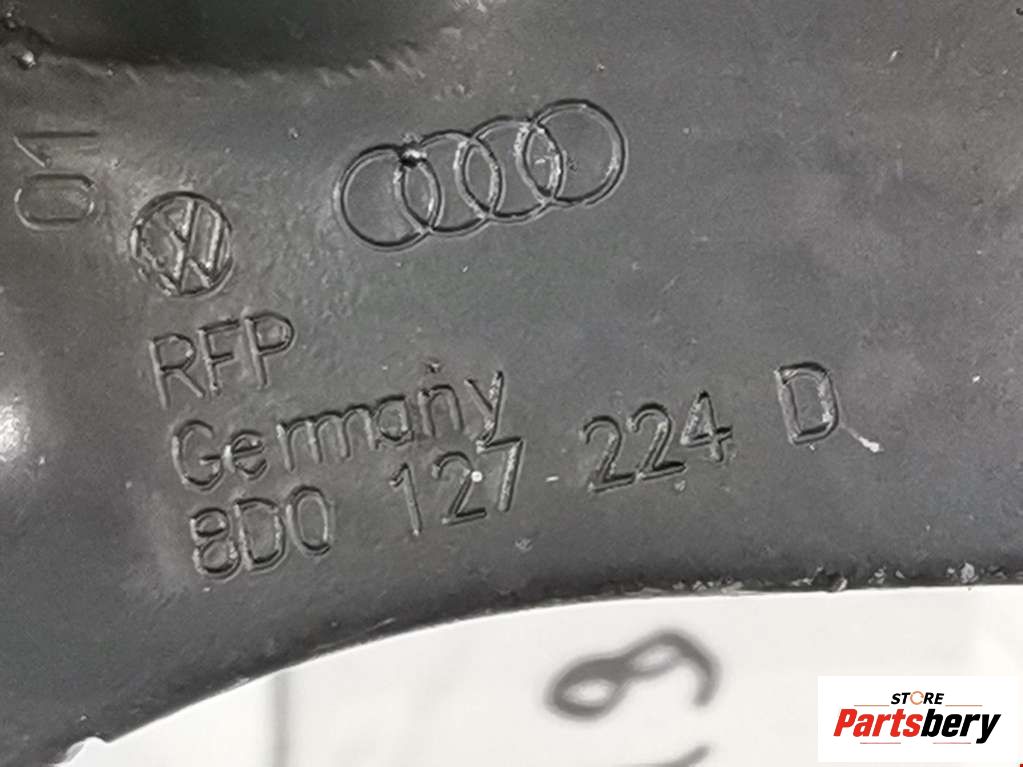 01
RFP
Germany
8D0 127 224 D
STORE
Partsbery